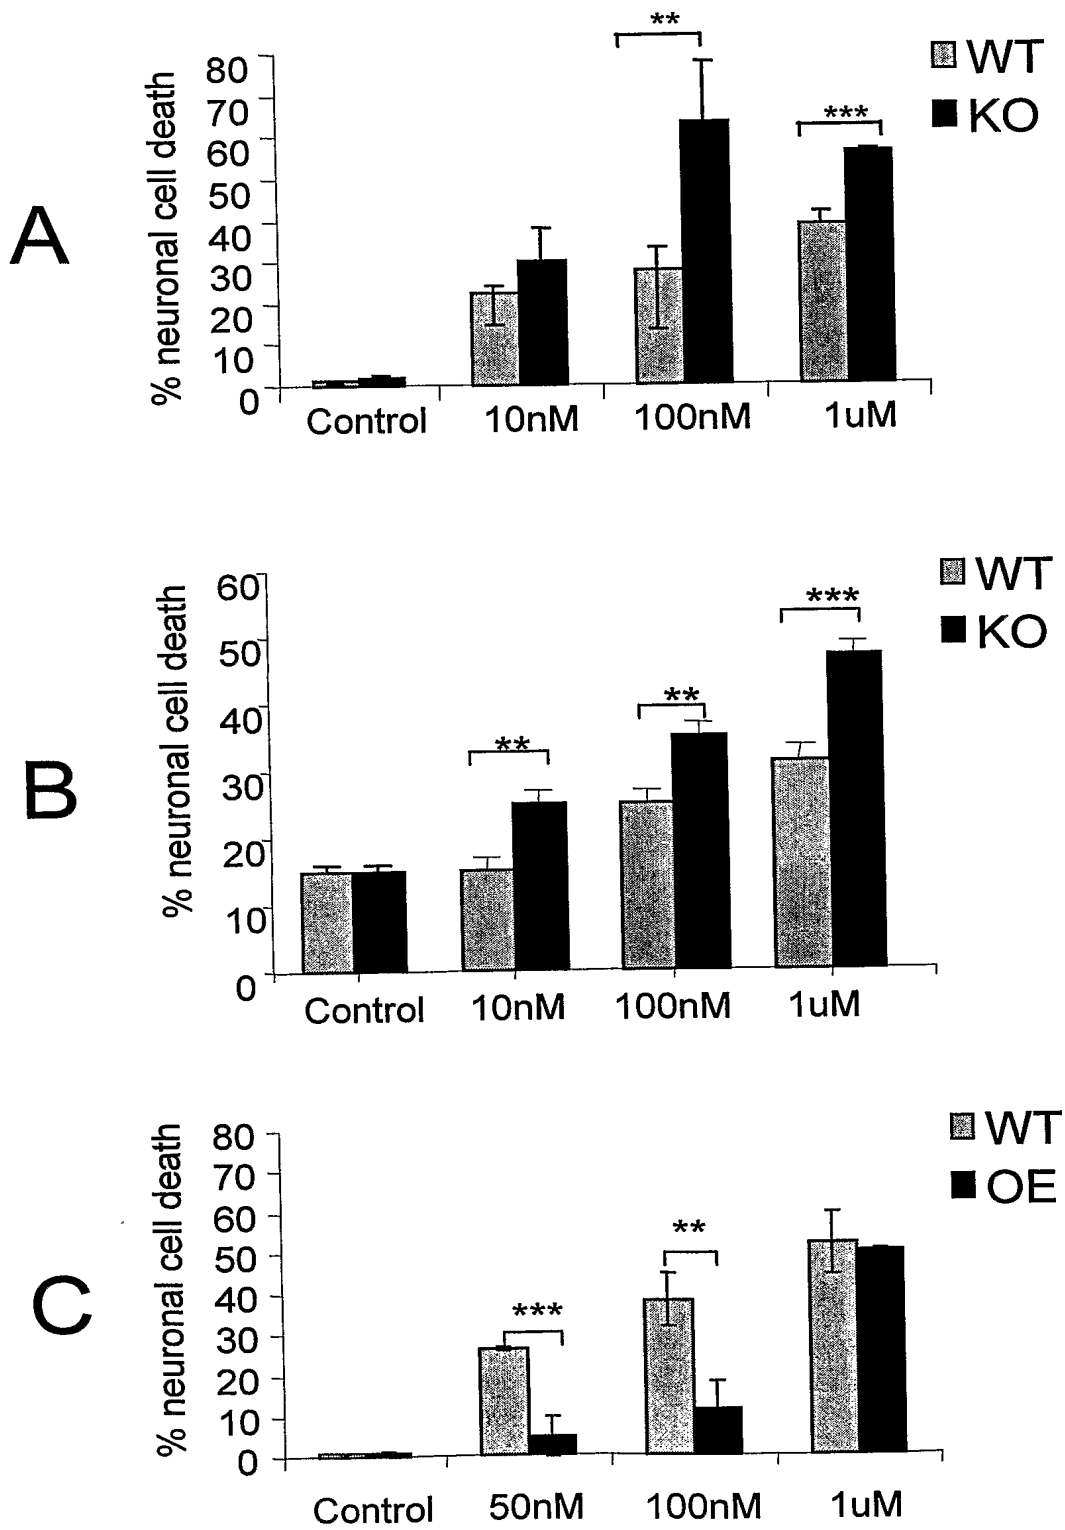 **
WT
KO
***
80
70
60
50
40
30
20
10
0
% neuronal cell death
A
Control 10nM 100nM 1uM
WT
KO
***
**
**
60
50
40
30
20
10
0
% neuronal cell death
B
Control 10nM 100nM 1uM
WT
OE
**
***
80
70
60
50
40
30
20
10
0
% neuronal cell death
C
Control 50nM 100nM 1uM